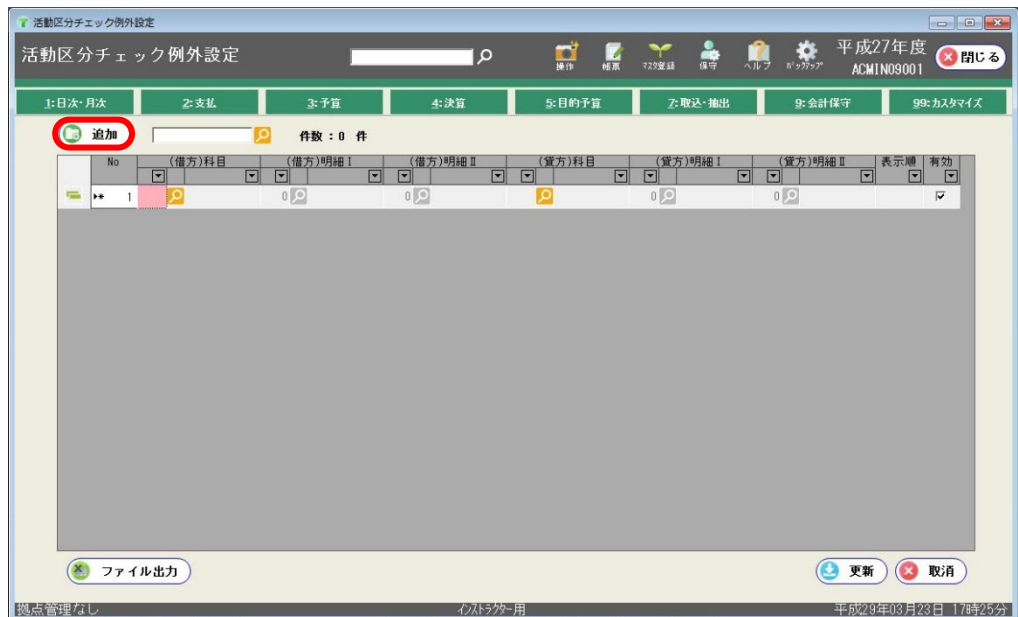 活動区分チェック例外設定
活動区分チェック例外設定 操作 帳票 マスタ登録 保守 ヘルプ バックアップ 平成27年度 閉じる
ACMIN09001
1:日次・月次 2:支払 3:予算 4:決算 5:目的予算 7:取込・抽出 9:会計保守 99:カスタマイズ
追加 件数：0 件
No (借方)科目 (借方)明細Ⅰ (借方)明細Ⅱ (貸方)科目 (貸方)明細Ⅰ (貸方)明細Ⅱ 表示順 有効
1 0 0 0 0
ファイル出力 更新 取消
拠点管理なし インストラクター用 平成29年03月23日 17時25分